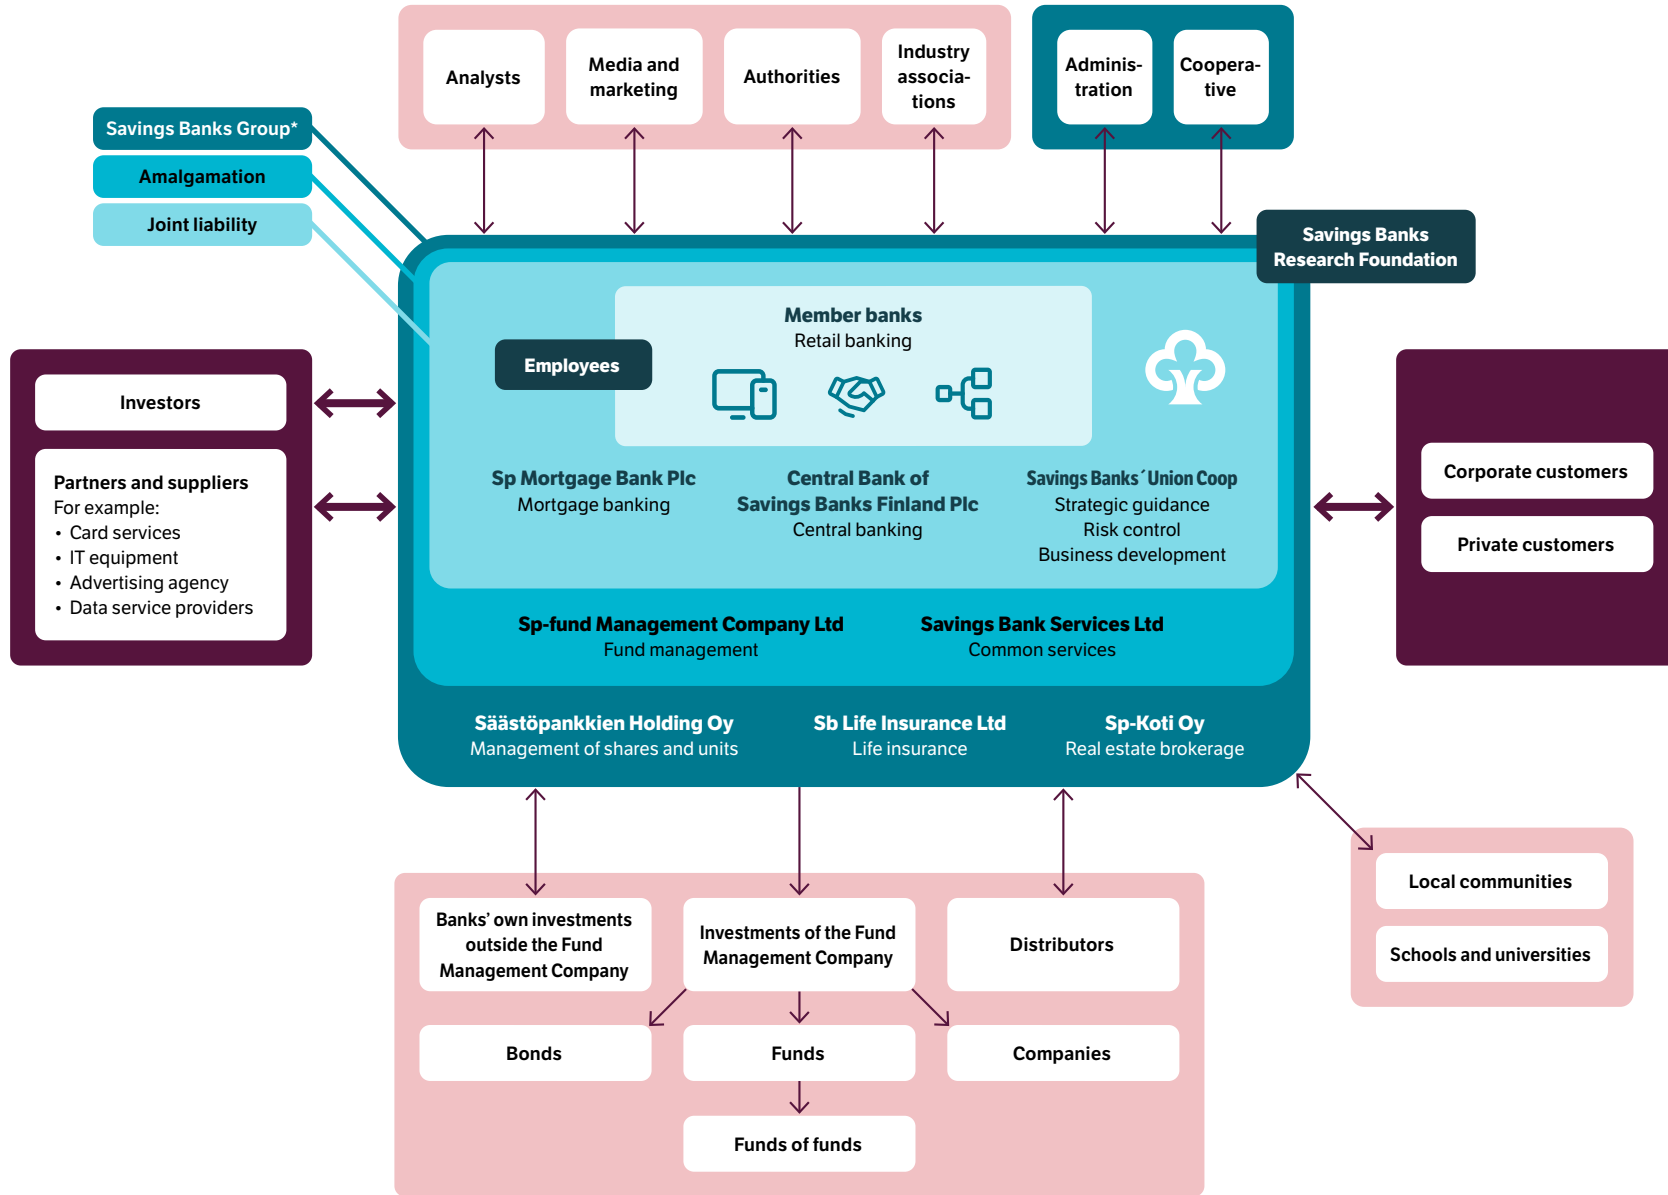 Analysts
Media and
marketing
Authorities
Industry
associa-
tions
Adminis-
tration
Coopera-
tive
Savings Banks Group*
Amalgamation
Joint liability
Savings Banks
Research Foundation
Member banks
Retail banking
Employees
Investors
Partners and suppliers
For example:
• Card services
• IT equipment
• Advertising agency
• Data service providers
Sp Mortgage Bank Plc
Mortgage banking
Central Bank of
Savings Banks Finland Plc
Central banking
Savings Banks´Union Coop
Strategic guidance
Risk control
Business development
Corporate customers
Private customers
Sp-fund Management Company Ltd
Fund management
Savings Bank Services Ltd
Common services
Säästöpankkien Holding Oy
Management of shares and units
Sb Life Insurance Ltd
Life insurance
Sp-Koti Oy
Real estate brokerage
Local communities
Schools and universities
Banks’ own investments
outside the Fund
Management Company
Investments of the Fund
Management Company
Distributors
Bonds
Funds
Companies
Funds of funds